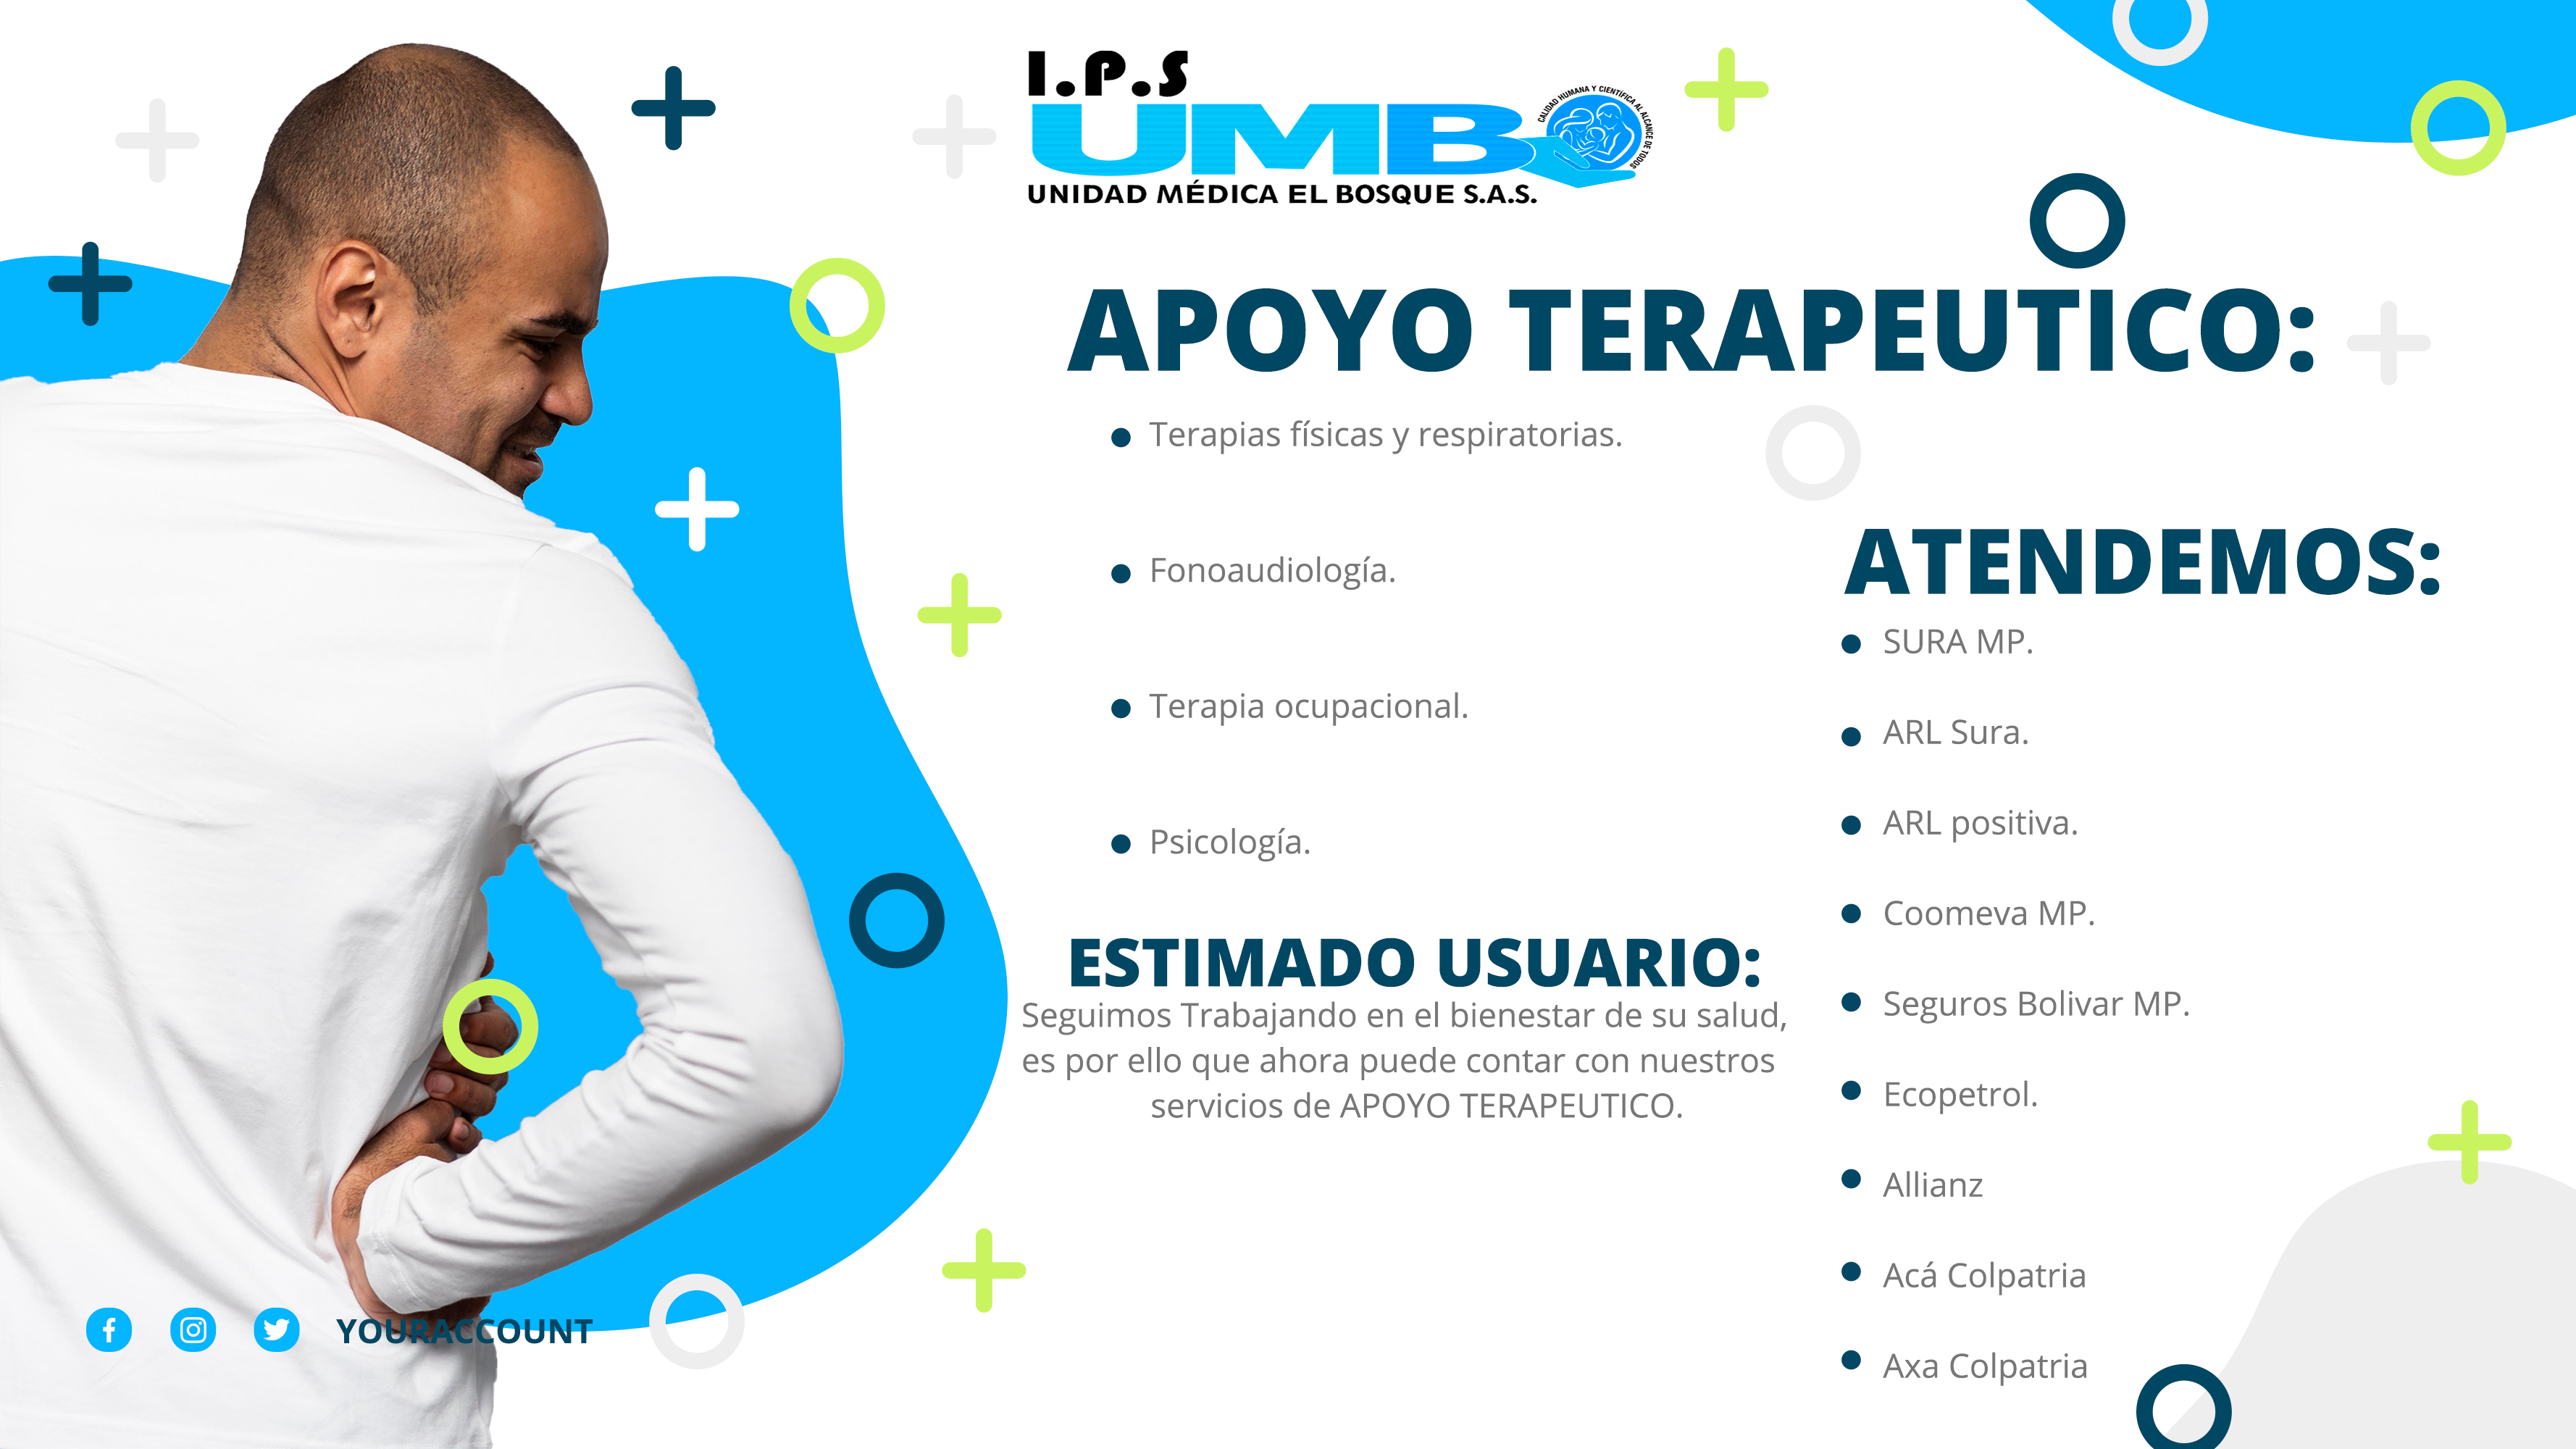 I.P.S
UMB
CALIDAD HUMANA Y CIENTÍFICA AL ALCANCE DE TODOS
UNIDAD MÉDICA EL BOSQUE S.A.S.
APOYO TERAPEUTICO:
Terapias físicas y respiratorias.
Fonoaudiología.
Terapia ocupacional.
Psicología.
ESTIMADO USUARIO:
Seguimos Trabajando en el bienestar de su salud,
es por ello que ahora puede contar con nuestros
servicios de APOYO TERAPEUTICO.
ATENDEMOS:
SURA MP.
ARL Sura.
ARL positiva.
Coomeva MP.
Seguros Bolivar MP.
Ecopetrol.
Allianz
Acá Colpatria
Axa Colpatria
YOURACCOUNT